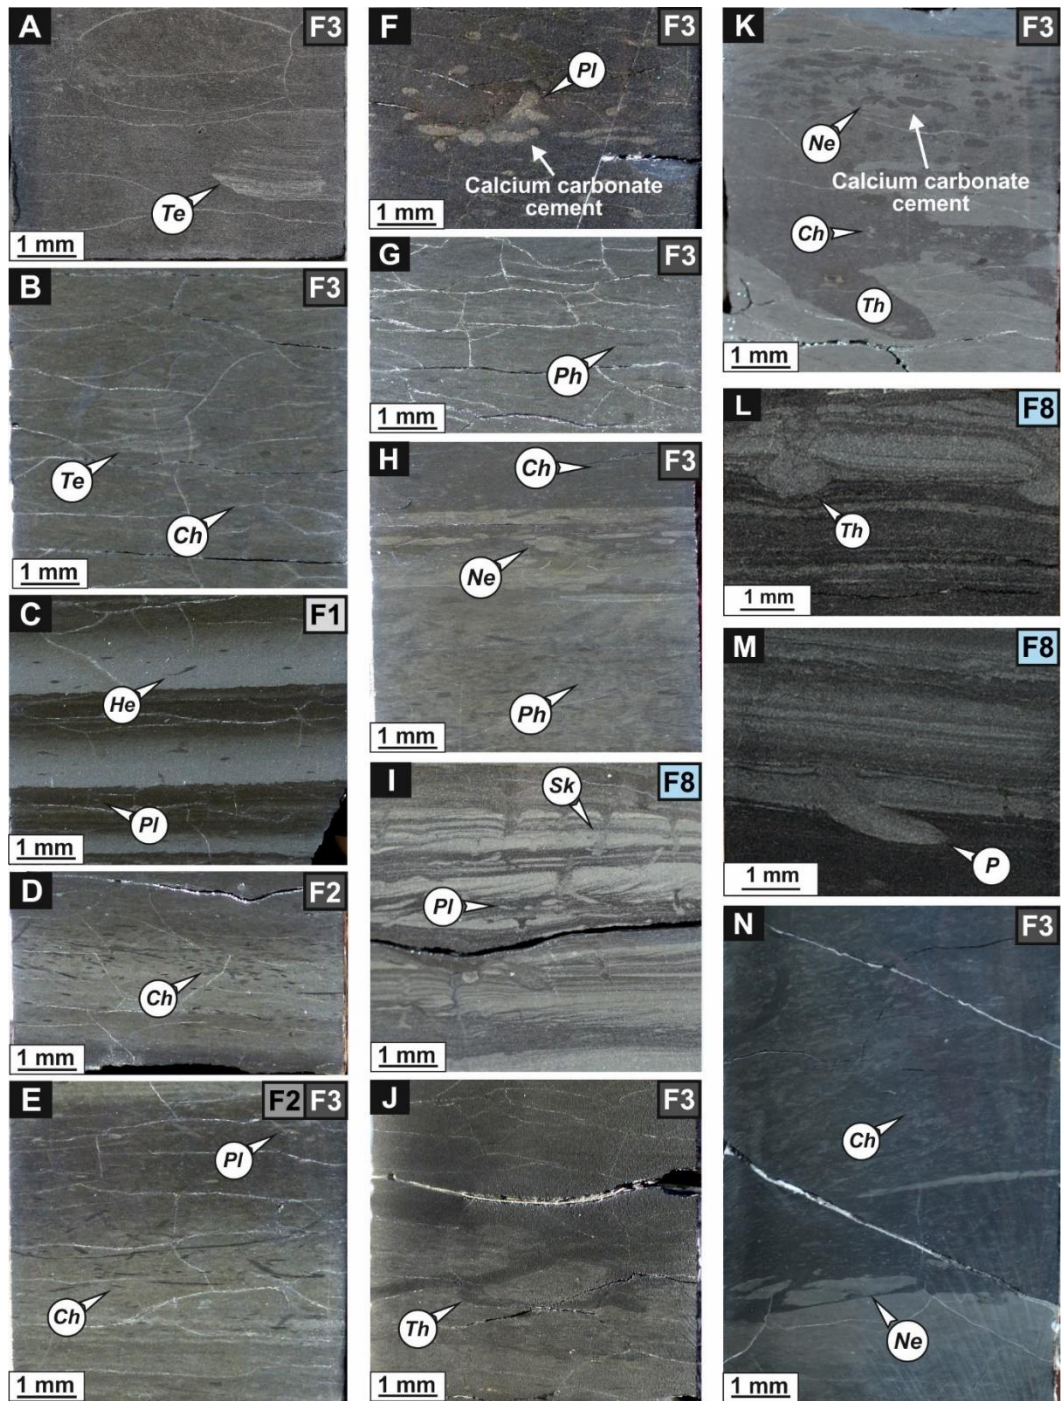 A F3
Te
1 mm
B F3
Te
Ch
1 mm
C F1
He
Pl
1 mm
D F2
Ch
1 mm
E F2 F3
Pl
Ch
1 mm
F F3
Pl
Calcium carbonate
cement
1 mm
G F3
Ph
1 mm
H F3
Ch
Ne
Ph
1 mm
I F8
Sk
Pl
1 mm
J F3
Th
1 mm
K F3
Ne
Calcium carbonate
cement
Ch
Th
1 mm
L F8
Th
1 mm
M F8
P
1 mm
N F3
Ch
Ne
1 mm